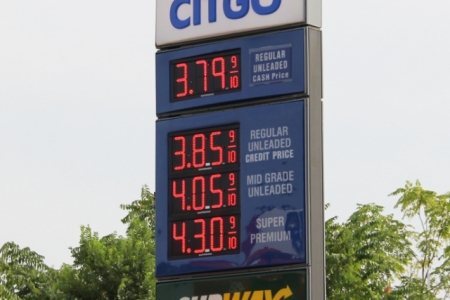 CITGO
3.79 9/10 REGULAR
UNLEADED
CASH Price
3.85 9/10 REGULAR
UNLEADED
CREDIT PRICE
4.05 9/10 MID GRADE
UNLEADED
4.30 9/10 SUPER
PREMIUM
SUBWAY